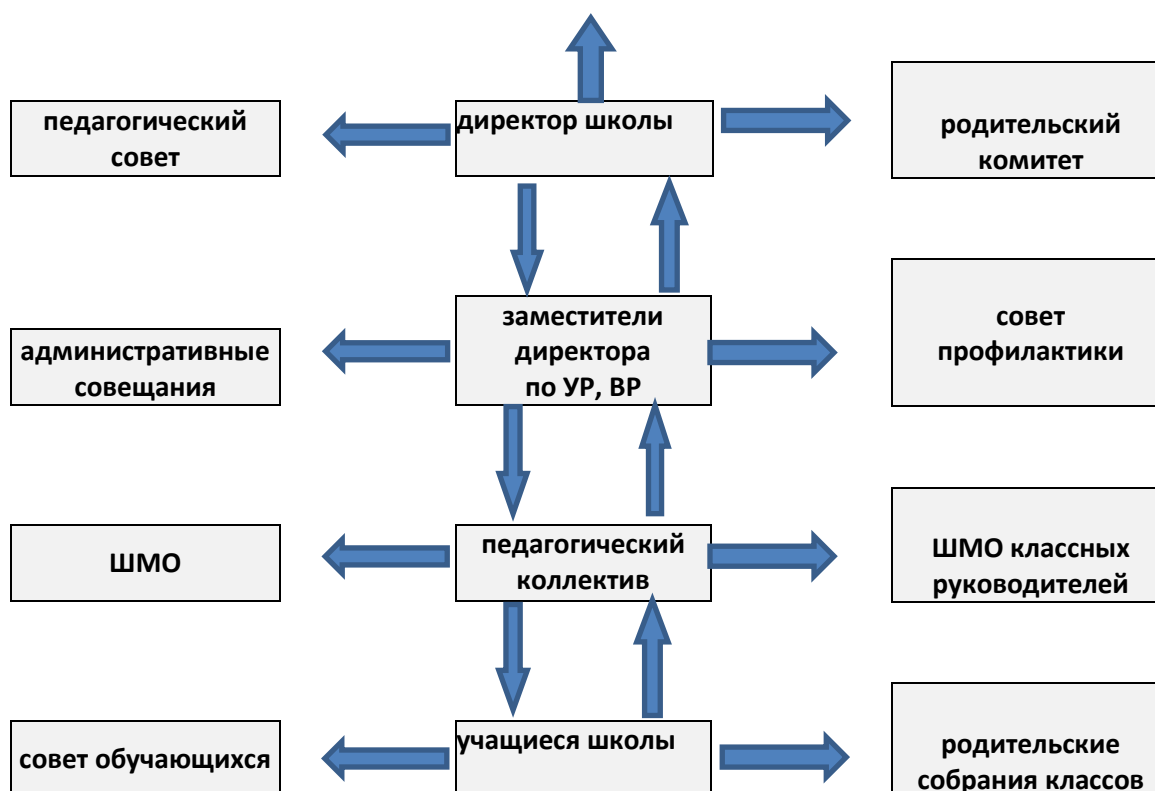 педагогический
совет
директор школы
родительский
комитет
административные
совещания
заместители
директора
по УР, ВР
совет
профилактики
ШМО
педагогический
коллектив
ШМО классных
руководителей
совет обучающихся
учащиеся школы
родительские
собрания классов